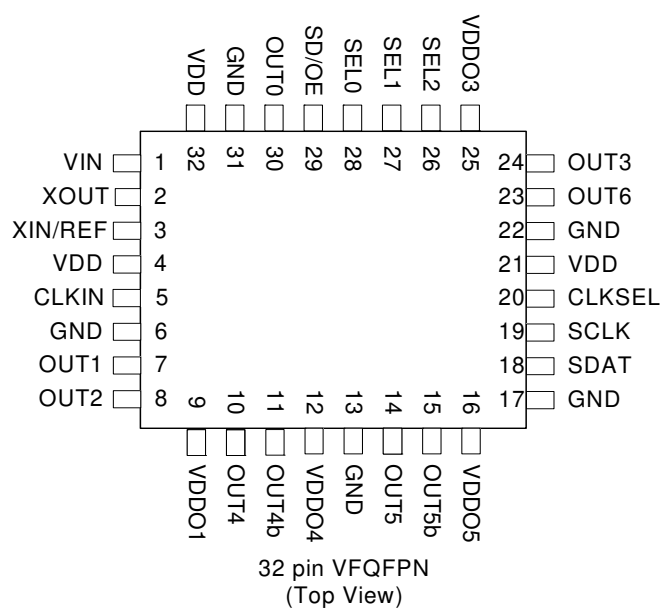 VDD
GND
OUT0
SD/OE
SEL0
SEL1
SEL2
VDDO3
32
31
30
29
28
27
26
25
VIN 1
XOUT 2
XIN/REF 3
VDD 4
CLKIN 5
GND 6
OUT1 7
OUT2 8
24 OUT3
23 OUT6
22 GND
21 VDD
20 CLKSEL
19 SCLK
18 SDAT
17 GND
9
10
11
12
13
14
15
16
VDDO1
OUT4
OUT4b
VDDO4
GND
OUT5
OUT5b
VDDO5
32 pin VFQFPN
(Top View)